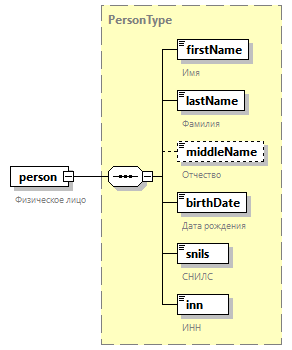 PersonType
firstName
Имя
lastName
Фамилия
middleName
Отчество
person
Физическое лицо
birthDate
Дата рождения
snils
СНИЛС
inn
ИНН